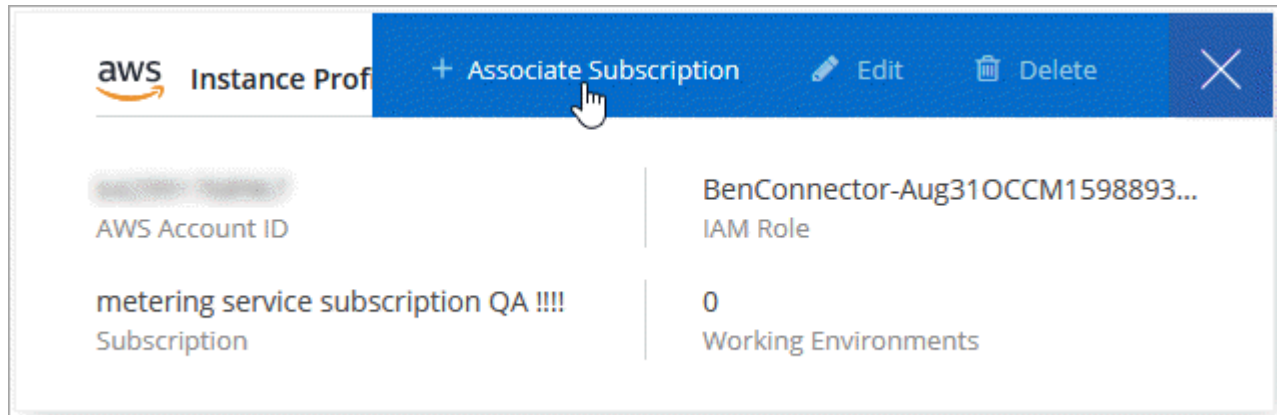 aws Instance Prof + Associate Subscription Edit Delete
BenConnector-Aug31OCCM1598893...
AWS Account ID IAM Role
metering service subscription QA !!!! 0
Subscription Working Environments